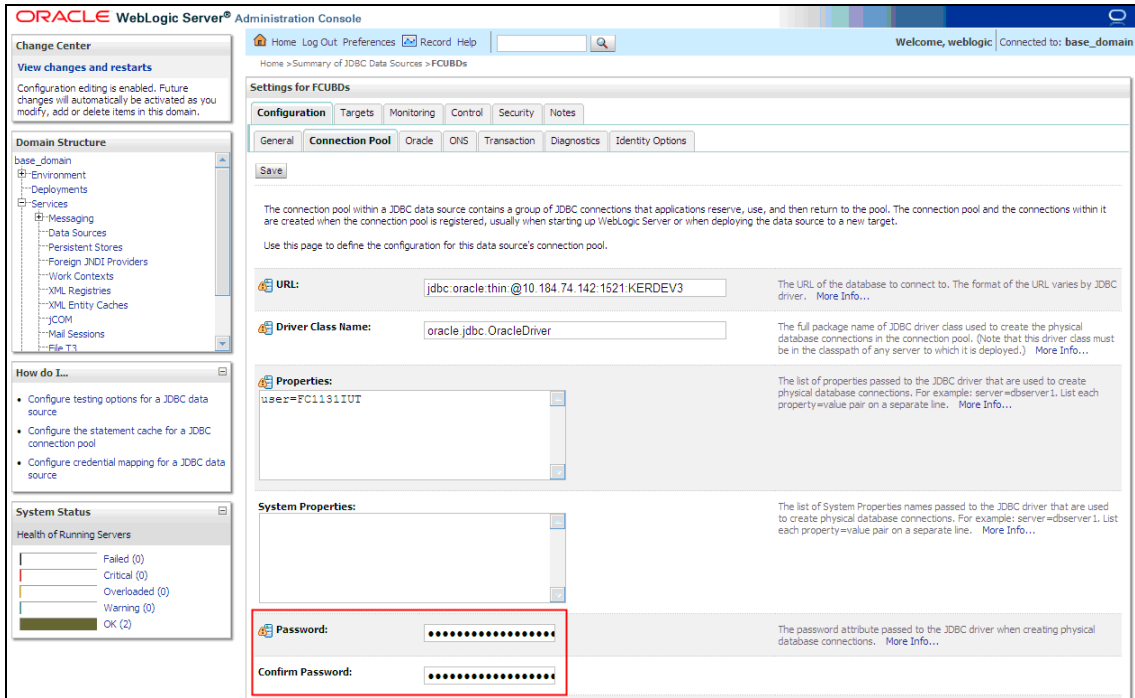 ORACLE WebLogic Server® Administration Console
Change Center
View changes and restarts
Configuration editing is enabled. Future
changes will automatically be activated as you
modify, add or delete items in this domain.
Domain Structure
base_domain
Environment
Deployments
Services
Messaging
Data Sources
Persistent Stores
Foreign JNDI Providers
Work Contexts
XML Registries
XML Entity Caches
jCOM
Mail Sessions
File T3
How do I...
Configure testing options for a JDBC data
source
Configure the statement cache for a JDBC
connection pool
Configure credential mapping for a JDBC data
source
System Status
Health of Running Servers
Failed (0)
Critical (0)
Overloaded (0)
Warning (0)
OK (2)
Home Log Out Preferences Record Help
Welcome, weblogic Connected to: base_domain
Home >Summary of JDBC Data Sources >FCUBDs
Settings for FCUBDs
Configuration Targets Monitoring Control Security Notes
General Connection Pool Oracle ONS Transaction Diagnostics Identity Options
Save
The connection pool within a JDBC data source contains a group of JDBC connections that applications reserve, use, and then return to the pool. The connection pool and the connections within it
are created when the connection pool is registered, usually when starting up WebLogic Server or when deploying the data source to a new target.
Use this page to define the configuration for this data source's connection pool.
URL: jdbc:oracle:thin:@10.184.74.142:1521:KERDEV3
The URL of the database to connect to. The format of the URL varies by JDBC
driver. More Info...
Driver Class Name: oracle.jdbc.OracleDriver
The full package name of JDBC driver class used to create the physical
database connections in the connection pool. (Note that this driver class must
be in the classpath of any server to which it is deployed.) More Info...
Properties:
user=FC1131IUT
The list of properties passed to the JDBC driver that are used to create
physical database connections. For example: server=dbserver1. List each
property=value pair on a separate line. More Info...
System Properties:
The list of System Properties names passed to the JDBC driver that are used
to create physical database connections. For example: server=dbserver1. List
each property=value pair on a separate line. More Info...
Password: ●●●●●●●●●●●●●●●●●●
The password attribute passed to the JDBC driver when creating physical
database connections. More Info...
Confirm Password: ●●●●●●●●●●●●●●●●●●